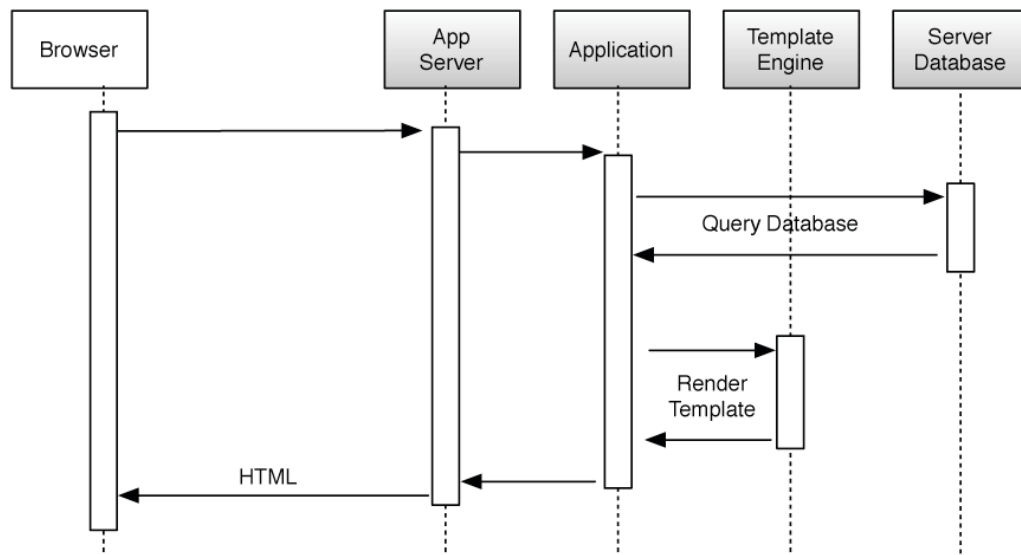 Browser
App
Server
Application
Template
Engine
Server
Database
Query Database
Render
Template
HTML